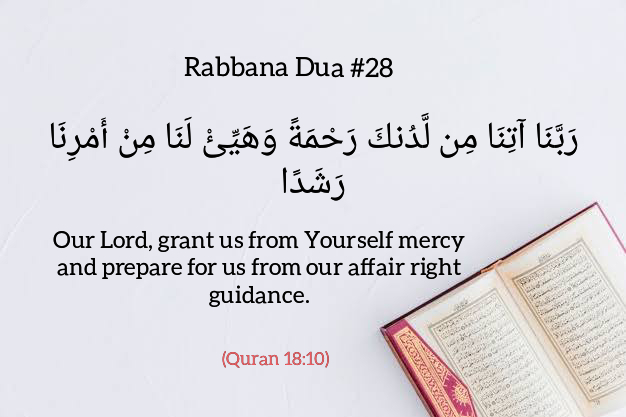 Rabbana Dua #28
رَبَّنَا آتِنَا مِن لَّدُنكَ رَحْمَةً وَهَيِّئْ لَنَا مِنْ أَمْرِنَا
رَشَدًا
Our Lord, grant us from Yourself mercy
and prepare for us from our affair right
guidance.
(Quran 18:10)